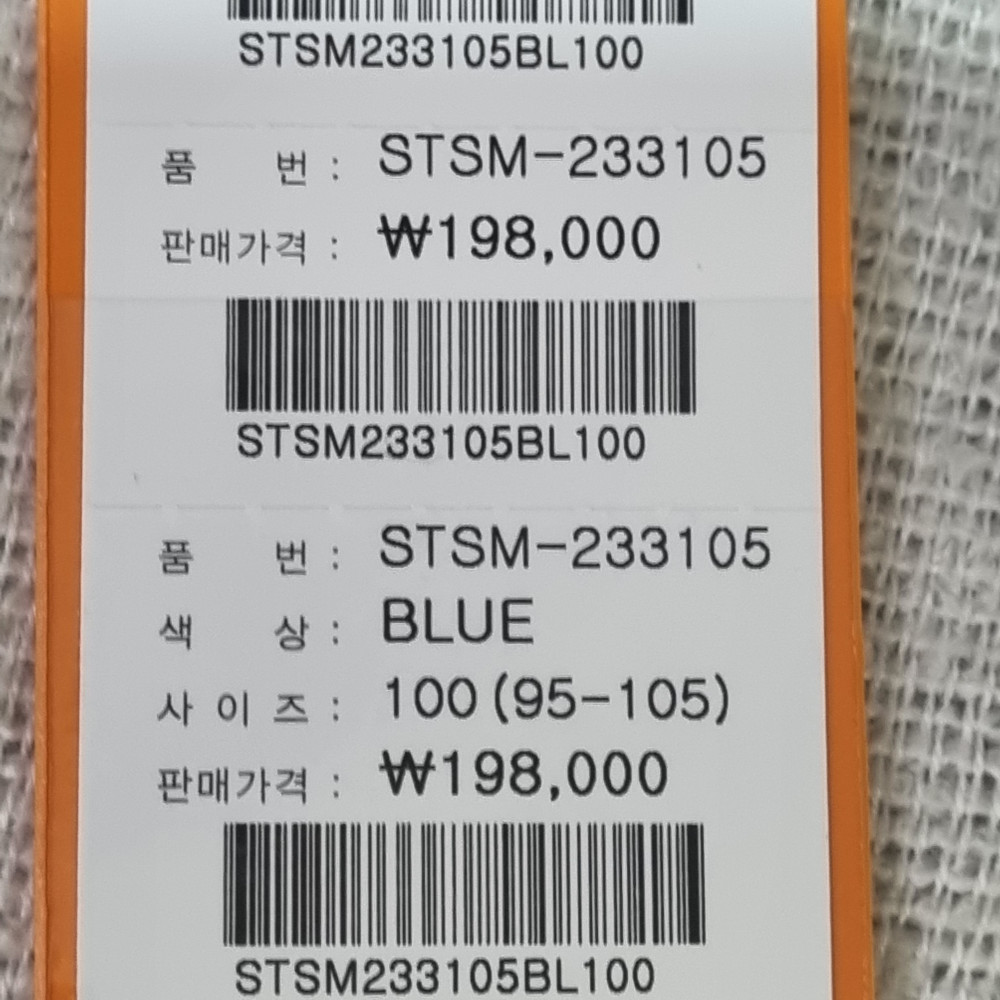 STSM233105BL100
품 번 : STSM-233105
판매가격 : ₩198,000
STSM233105BL100
품 번 : STSM-233105
색 상 : BLUE
사 이 즈 : 100 (95-105)
판매가격 : ₩198,000
STSM233105BL100